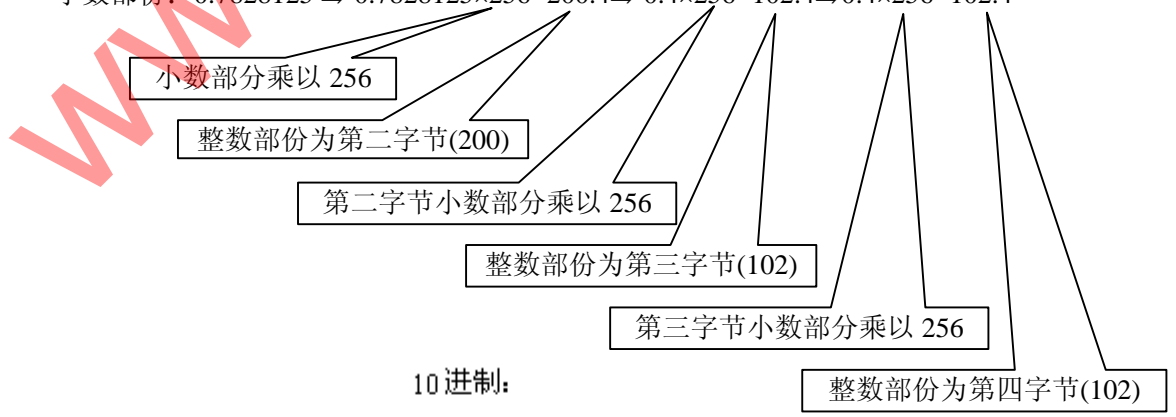 小数部分乘以 256
整数部份为第二字节(200)
第二字节小数部分乘以 256
整数部份为第三字节(102)
第三字节小数部分乘以 256
10进制：
整数部份为第四字节(102)